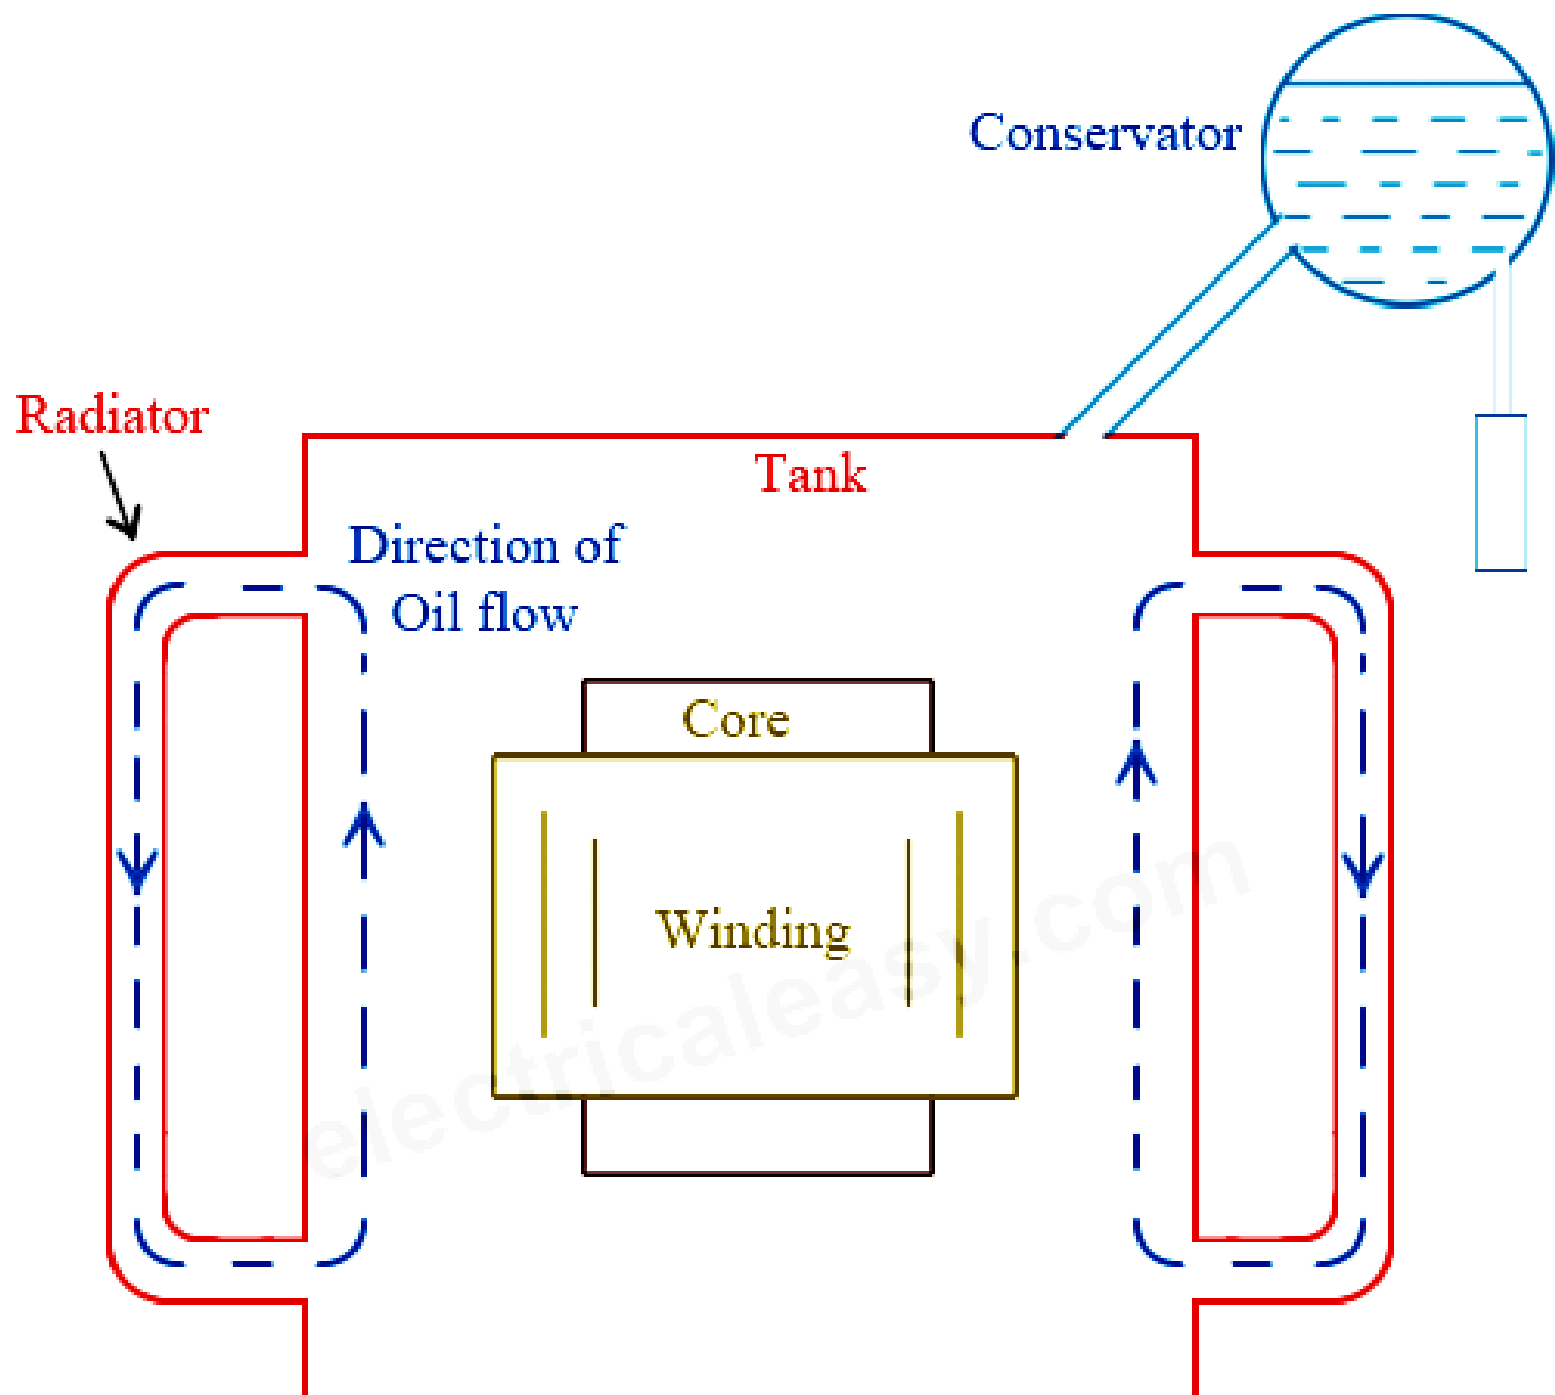 Conservator
Radiator
Tank
Direction of
Oil flow
Core
Winding
electricaleasy.com